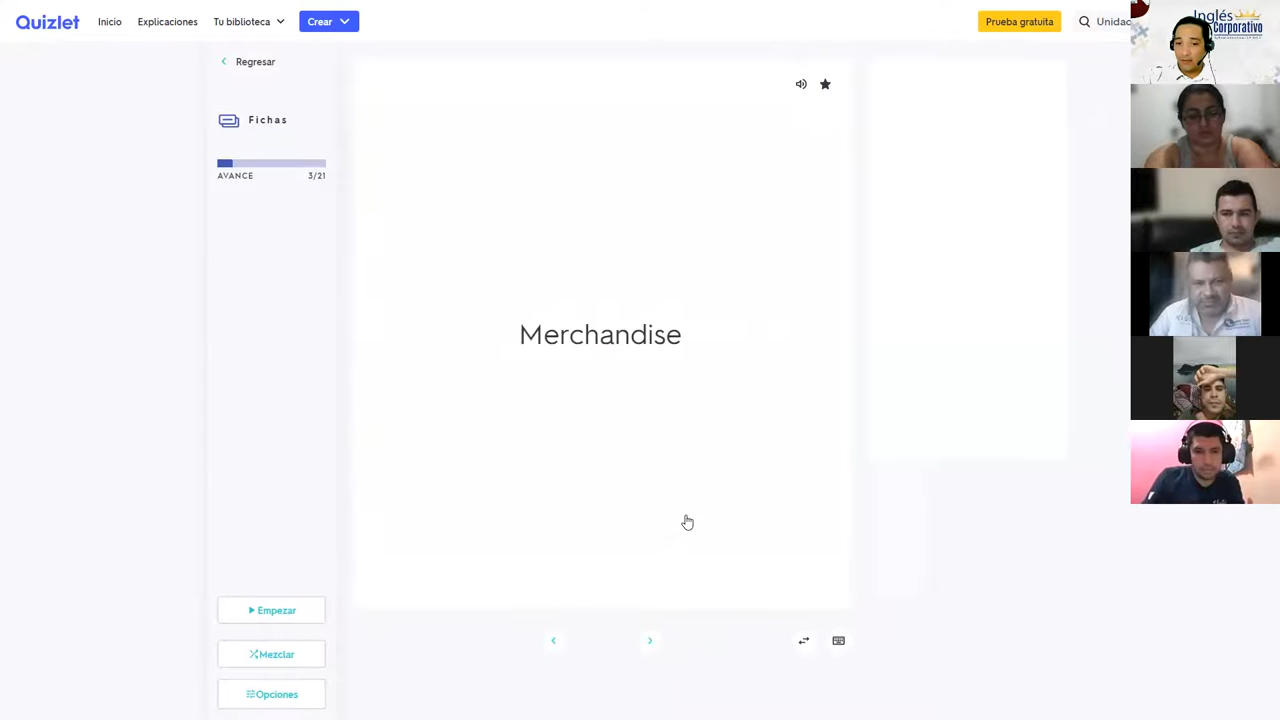 Quizlet
Inicio
Explicaciones
Tu biblioteca
Crear
Prueba gratuita
Inglés
Corporativo
Regresar
Fichas
AVANCE 3/21
Merchandise
Empezar
Mezclar
Opciones